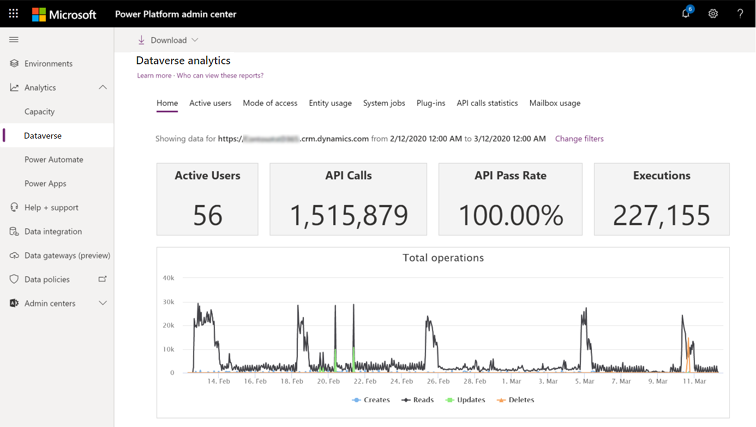 Microsoft Power Platform admin center 6 ?
Download
Environments
Analytics
Capacity
Dataverse
Power Automate
Power Apps
Help + support
Data integration
Data gateways (preview)
Data policies
Admin centers
Dataverse analytics
Learn more - Who can view these reports?
Home Active users Mode of access Entity usage System jobs Plug-ins API calls statistics Mailbox usage
Showing data for https:// .crm.dynamics.com from 2/12/2020 12:00 AM to 3/12/2020 12:00 AM Change filters
Active Users
56
API Calls
1,515,879
API Pass Rate
100.00%
Executions
227,155
Total operations
40k
30k
20k
10k
0
14. Feb 16. Feb 18. Feb 20. Feb 22. Feb 24. Feb 26. Feb 28. Feb 1. Mar 3. Mar 5. Mar 7. Mar 9. Mar 11. Mar
Creates Reads Updates Deletes